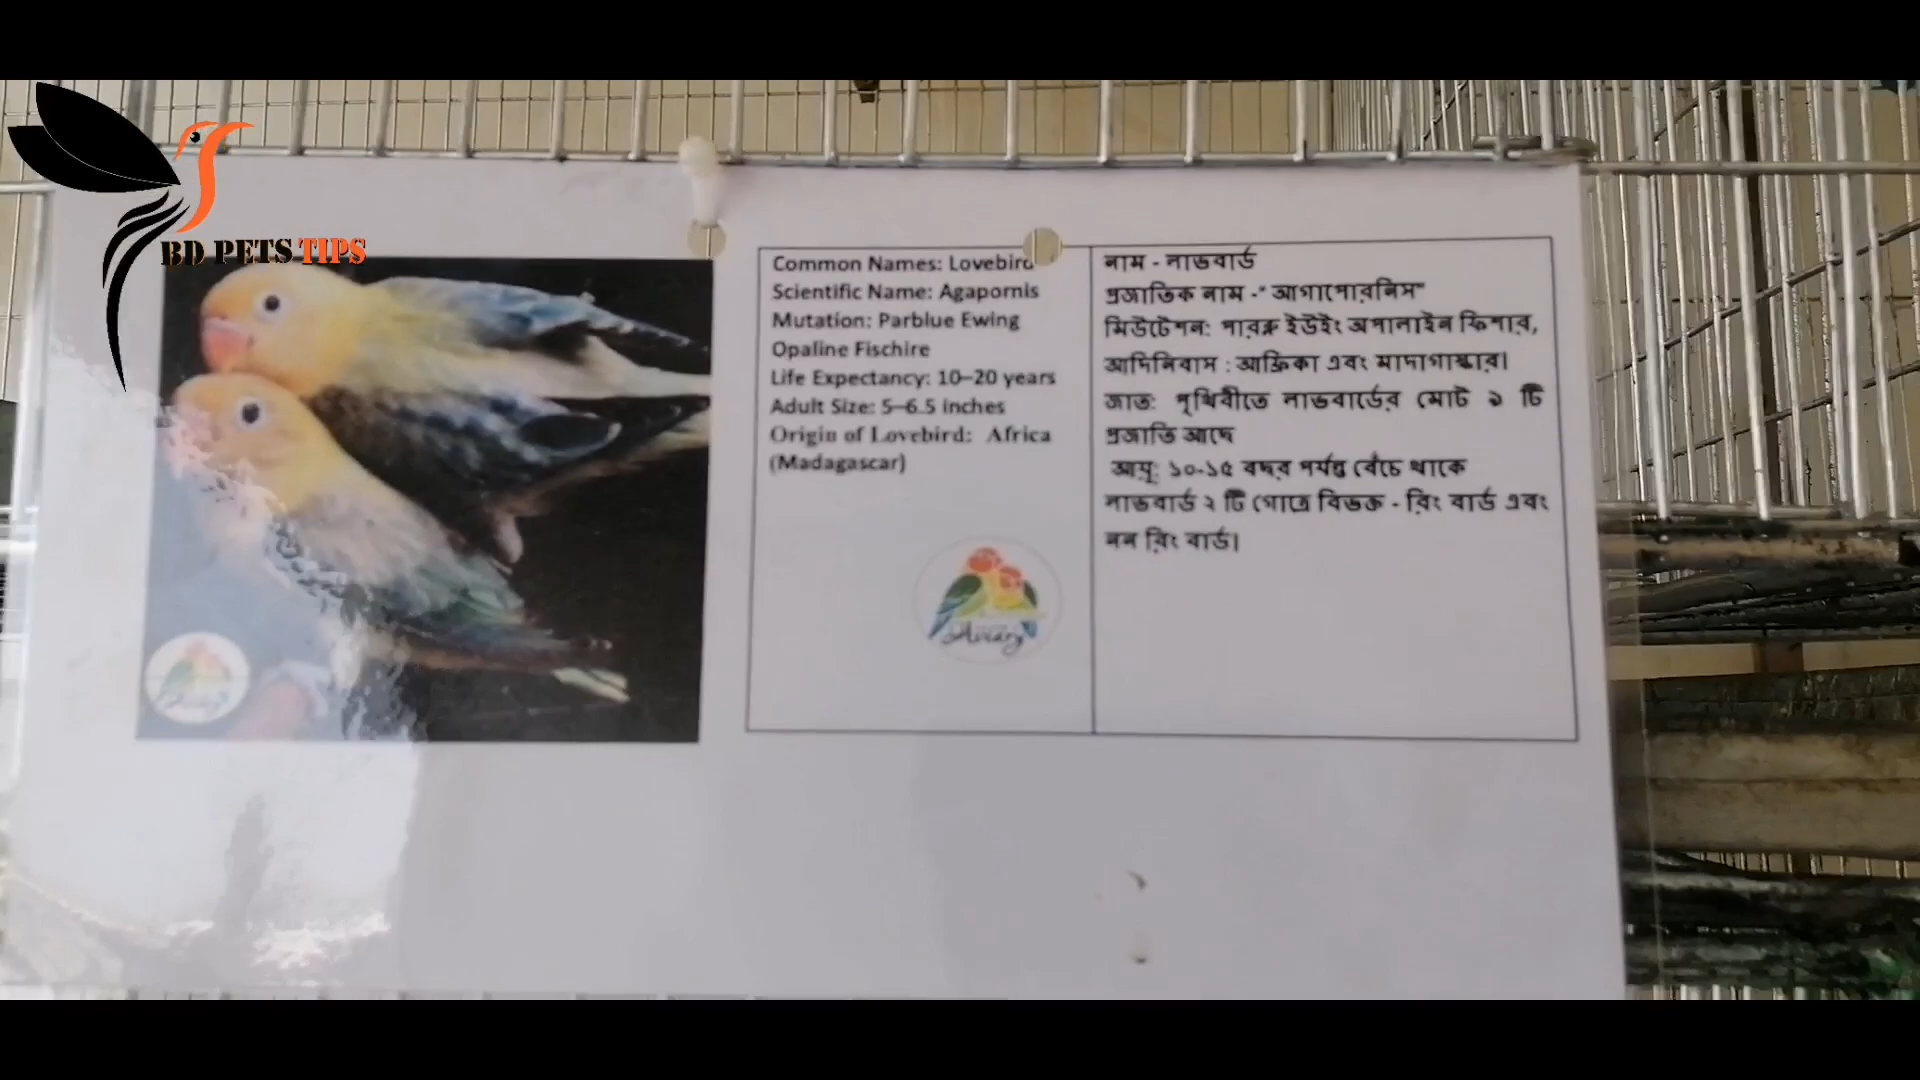 BD PETS TIPS
Common Names: Lovebird
Scientific Name: Agapornis
Mutation: Parblue Ewing
Opaline Fischire
Life Expectancy: 10–20 years
Adult Size: 5–6.5 inches
Origin of Lovebird: Africa
(Madagascar)
Aviary
নাম - লাভবার্ড
প্রজাতিক নাম -" আগাপোরনিস"
মিউটেশন: পারব্লু ইউইং অপালাইন ফিশার,
আদিনিবাস : আফ্রিকা এবং মাদাগাস্কার।
জাত: পৃথিবীতে লাভবার্ডের মোট ৯ টি
প্রজাতি আছে
আয়ু: ১০-১৫ বছর পর্যন্ত বেঁচে থাকে
লাভবার্ড ২ টি গোত্রে বিভক্ত - রিং বার্ড এবং
নন রিং বার্ড।